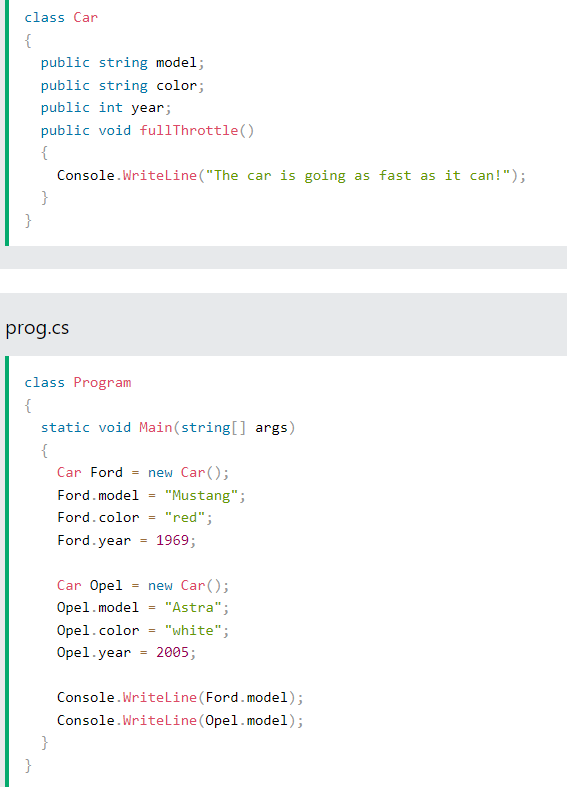 class Car
{
  public string model;
  public string color;
  public int year;
  public void fullThrottle()
  {
    Console.WriteLine("The car is going as fast as it can!");
  }
}
prog.cs
class Program
{
  static void Main(string[] args)
  {
    Car Ford = new Car();
    Ford.model = "Mustang";
    Ford.color = "red";
    Ford.year = 1969;

    Car Opel = new Car();
    Opel.model = "Astra";
    Opel.color = "white";
    Opel.year = 2005;

    Console.WriteLine(Ford.model);
    Console.WriteLine(Opel.model);
  }
}